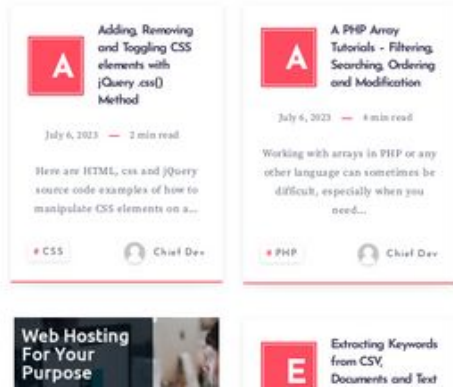 A
Adding, Removing
and Toggling CSS
elements with
jQuery .css()
Method
July 6, 2023 — 2 min read
Here are HTML, css and jQuery
source code examples of how to
manipulate CSS elements on a...
# CSS
Chief Dev
A
A PHP Array
Tutorials - Filtering,
Searching, Ordering
and Modification
July 6, 2023 — 4 min read
Working with arrays in PHP or any
other language can sometimes be
difficult, especially when you
need...
# PHP
Chief Dev
Web Hosting
For Your
Purpose
E
Extracting Keywords
from CSV,
Documents and Text